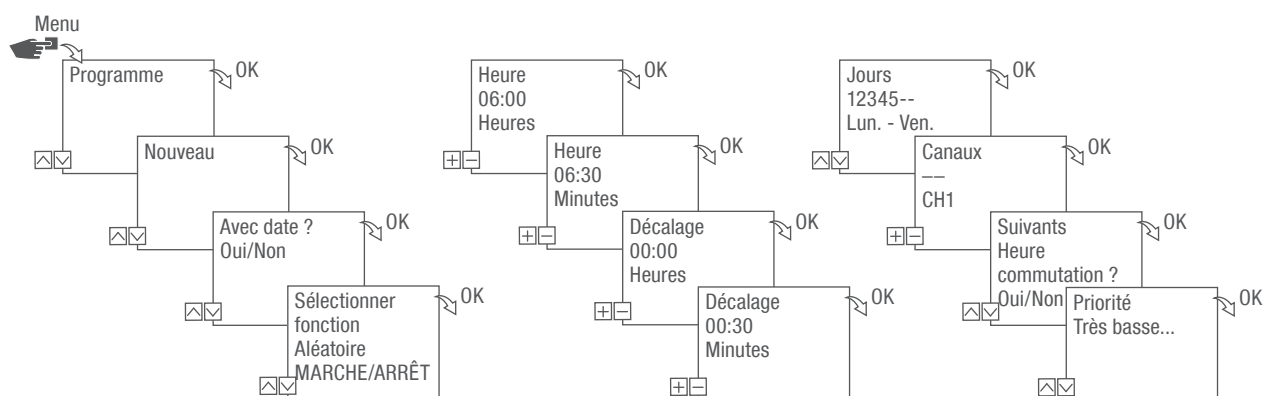 Menu
Programme
OK
Nouveau
OK
Avec date ?
Oui/Non
OK
Sélectionner
fonction
Aléatoire
MARCHE/ARRÊT
OK
Heure
06:00
Heures
OK
Heure
06:30
Minutes
OK
Décalage
00:00
Heures
OK
Décalage
00:30
Minutes
OK
Jours
12345--
Lun. - Ven.
OK
Canaux
––
CH1
OK
Suivants
Heure
commutation ?
Oui/Non
OK
Priorité
Très basse...
OK